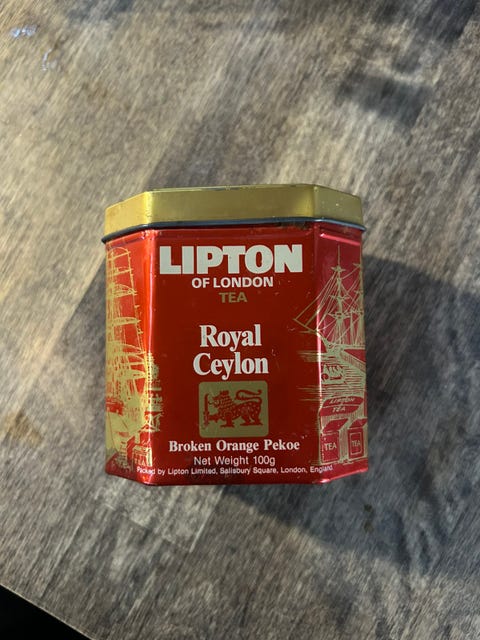 LIPTON
OF LONDON
TEA
Royal
Ceylon
Broken Orange Pekoe
Net Weight 100g
Packed by Lipton Limited, Salisbury Square, London, England
LIPTON
TEA
TEA
TEA
TEA